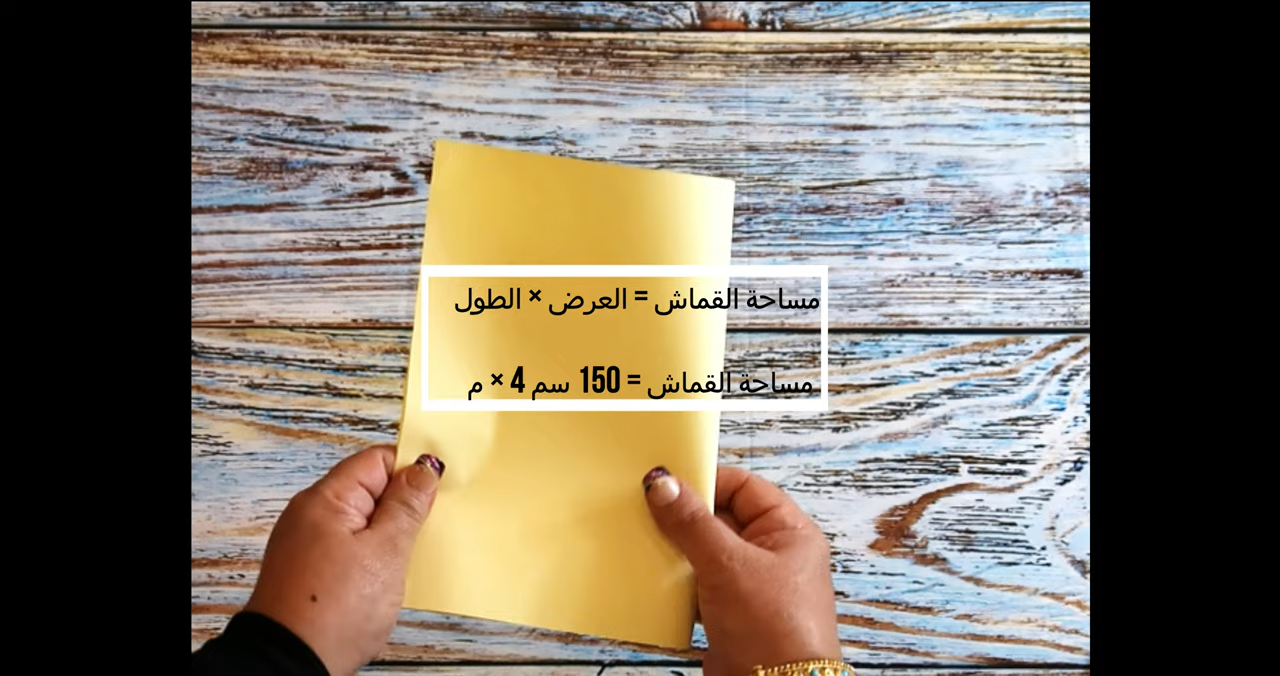 مساحة القماش = العرض × الطول
مساحة القماش = 150 سم 4 × م